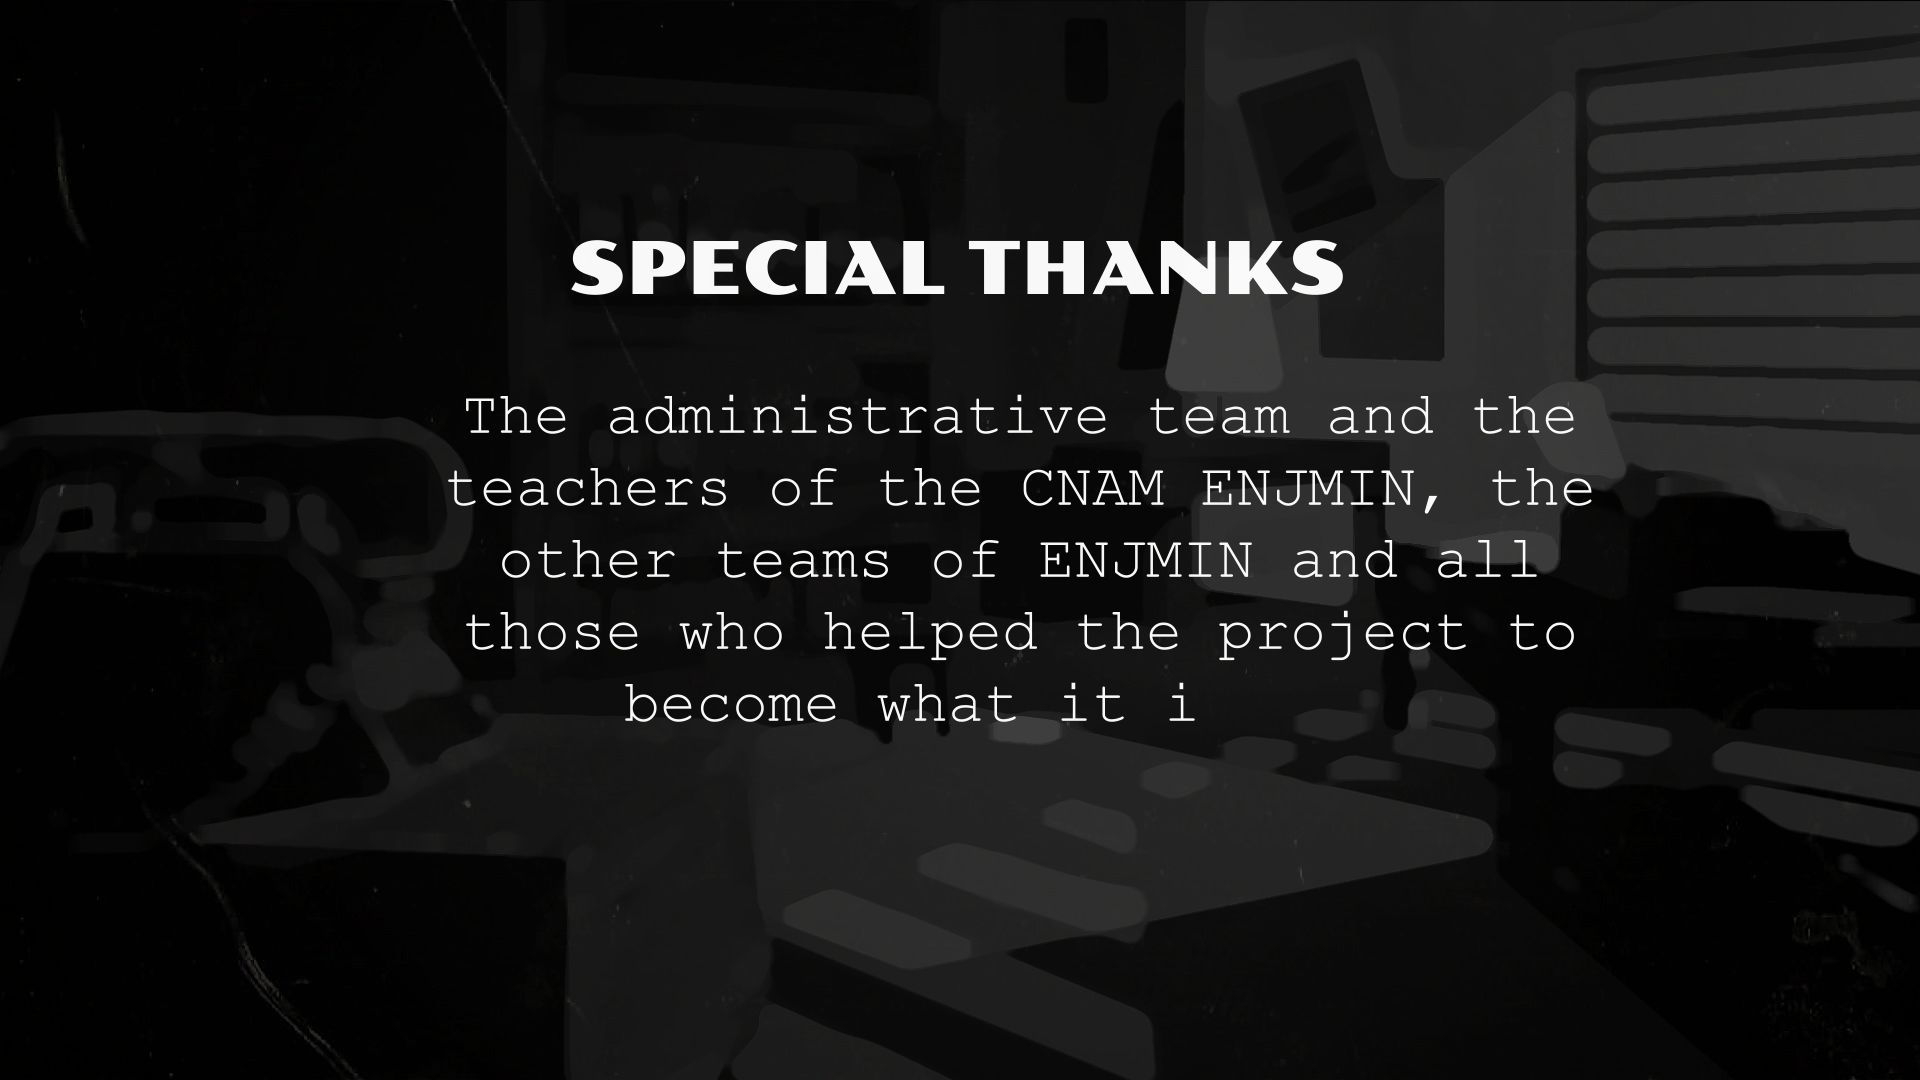 SPECIAL THANKS
The administrative team and the
teachers of the CNAM ENJMIN, the
other teams of ENJMIN and all
those who helped the project to
become what it i